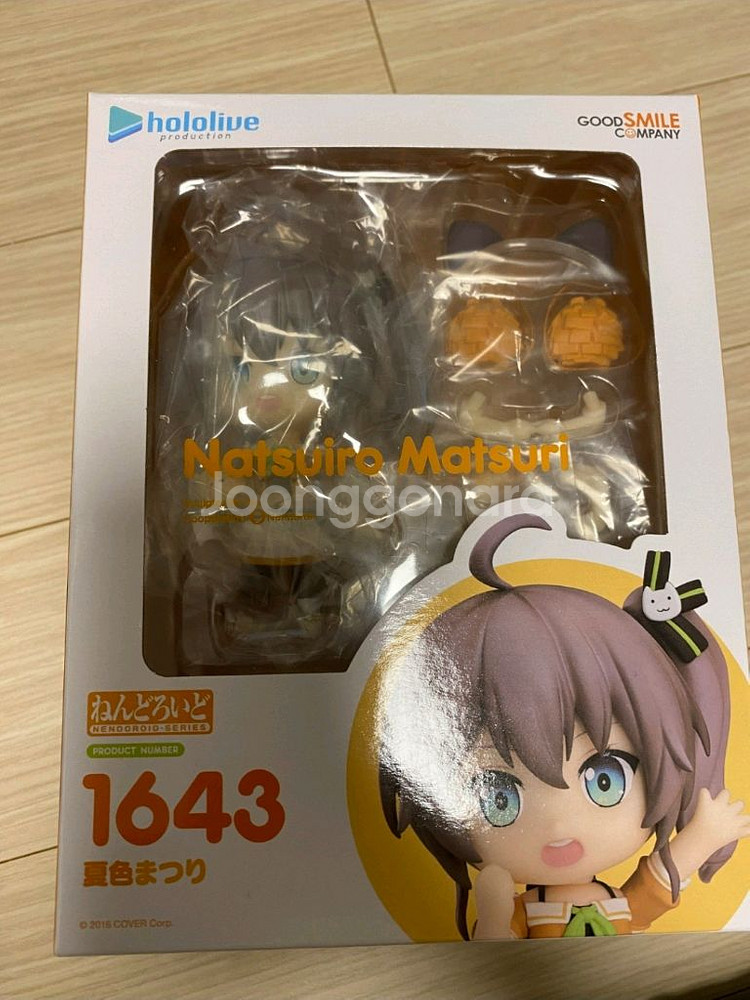 hololive
production
GOOD SMILE
COMPANY
Natsuiro Matsuri
Joonggonara
ねんどろいど
NENDOROID・SERIES
PRODUCT NUMBER
1643
夏色まつり
© 2016 COVER Corp.